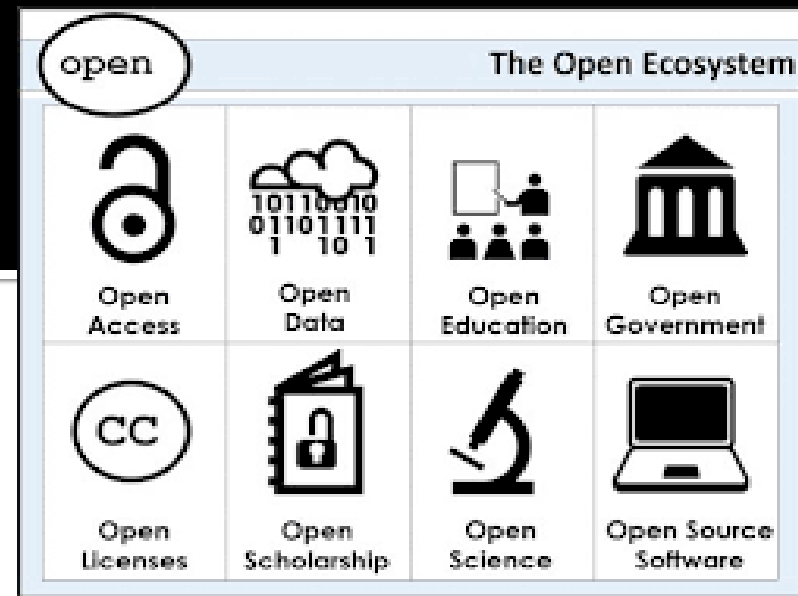 open
The Open Ecosystem
10110010
01101111
1 10 1
Open
Access
Open
Data
Open
Education
Open
Government
CC
Open
Licenses
Open
Scholarship
Open
Science
Open Source
Software